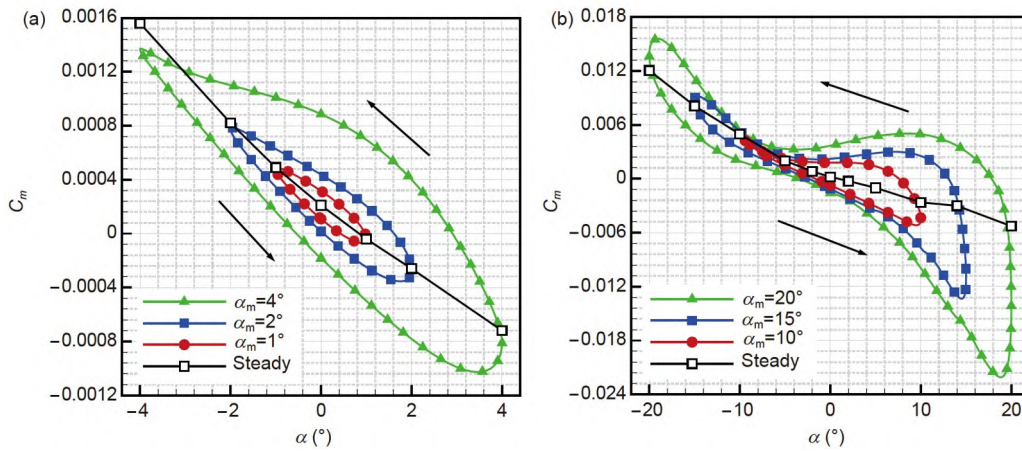 (a)
0.0016
0.0012
0.0008
0.0004
0
−0.0004
−0.0008
−0.0012
C_m
α_m=4°
α_m=2°
α_m=1°
Steady
−4 −2 0 2 4
α (°)
(b)
0.018
0.012
0.006
0
−0.006
−0.012
−0.018
−0.024
C_m
α_m=20°
α_m=15°
α_m=10°
Steady
−20 −10 0 10 20
α (°)